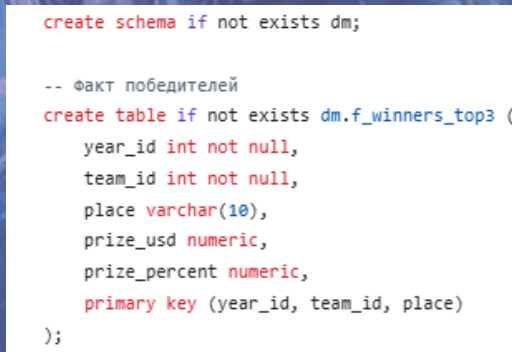 create schema if not exists dm;
-- Факт победителей
create table if not exists dm.f_winners_top3 (
    year_id int not null,
    team_id int not null,
    place varchar(10),
    prize_usd numeric,
    prize_percent numeric,
    primary key (year_id, team_id, place)
);